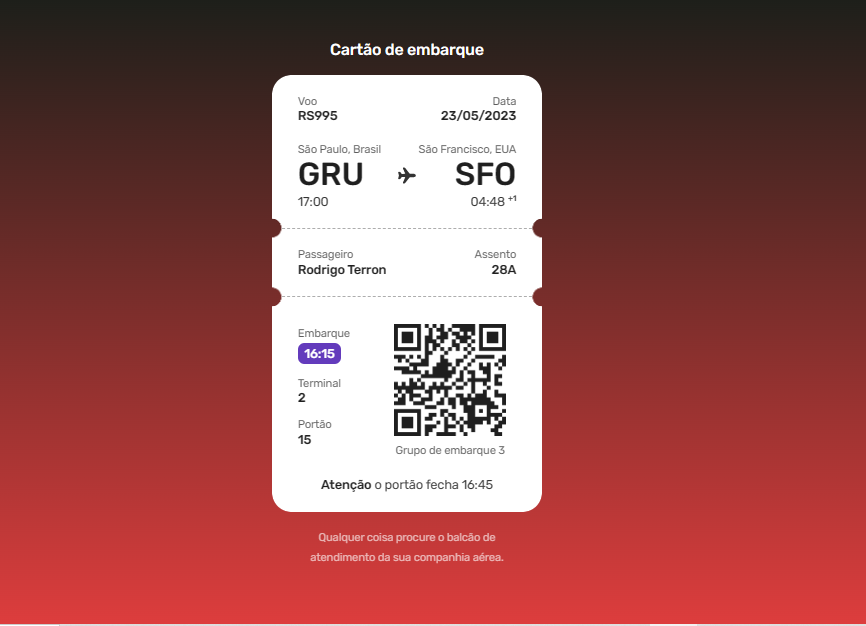 Cartão de embarque
Voo Data
RS995 23/05/2023
São Paulo, Brasil São Francisco, EUA
GRU SFO
17:00 04:48 +1
Passageiro Assento
Rodrigo Terron 28A
Embarque
16:15
Terminal
2
Portão
15
Grupo de embarque 3
Atenção o portão fecha 16:45
Qualquer coisa procure o balcão de
atendimento da sua companhia aérea.